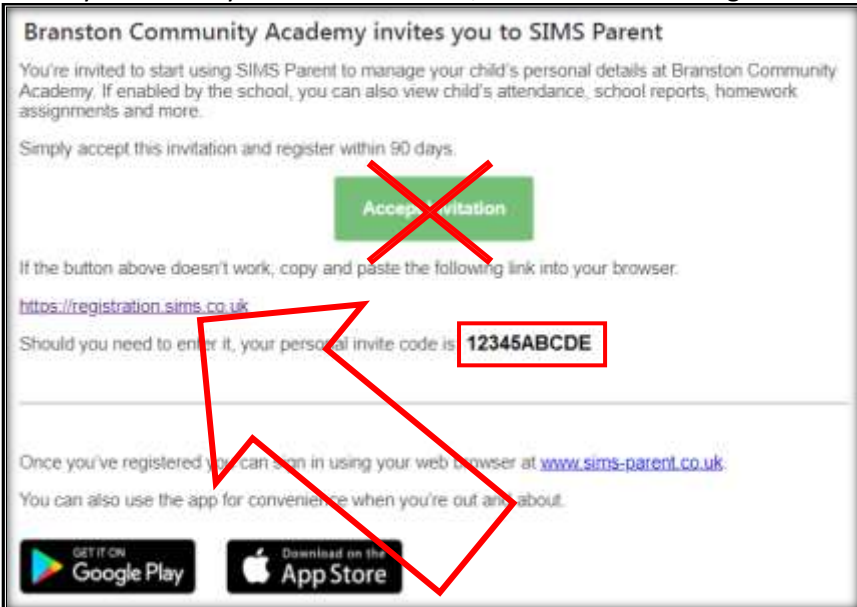 Branston Community Academy invites you to SIMS Parent
You're invited to start using SIMS Parent to manage your child's personal details at Branston Community
Academy. If enabled by the school, you can also view child's attendance, school reports, homework
assignments and more.
Simply accept this invitation and register within 90 days.
Accept Invitation
If the button above doesn't work, copy and paste the following link into your browser.
https://registration.sims.co.uk
Should you need to enter it, your personal invite code is 12345ABCDE
Once you've registered you can sign in using your web browser at www.sims-parent.co.uk
You can also use the app for convenience when you're out and about.
GET IT ON
Google Play
Download on the
App Store